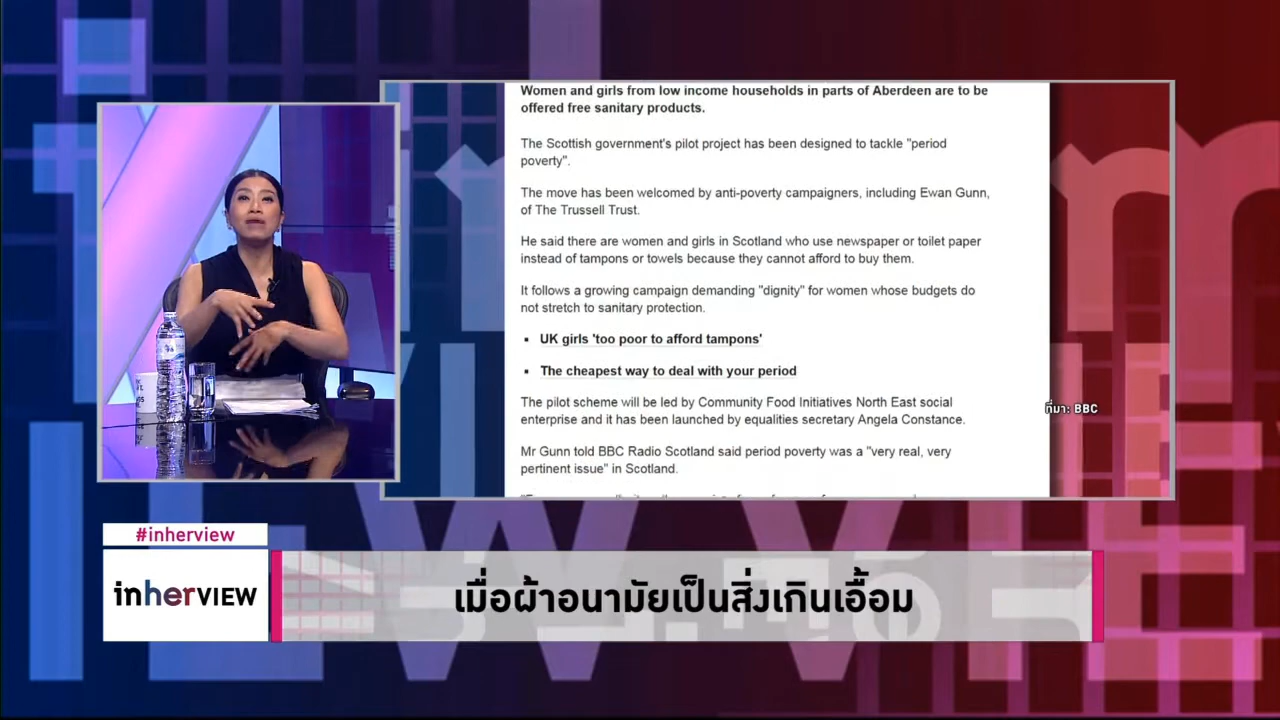 Women and girls from low income households in parts of Aberdeen are to be
offered free sanitary products.
The Scottish government's pilot project has been designed to tackle "period
poverty".
The move has been welcomed by anti-poverty campaigners, including Ewan Gunn,
of The Trussell Trust.
He said there are women and girls in Scotland who use newspaper or toilet paper
instead of tampons or towels because they cannot afford to buy them.
It follows a growing campaign demanding "dignity" for women whose budgets do
not stretch to sanitary protection.
▪ UK girls 'too poor to afford tampons'
▪ The cheapest way to deal with your period
The pilot scheme will be led by Community Food Initiatives North East social
enterprise and it has been launched by equalities secretary Angela Constance.
Mr Gunn told BBC Radio Scotland said period poverty was a "very real, very
pertinent issue" in Scotland.
ที่มา: BBC
#inherview
inherVIEW
เมื่อผ้าอนามัยเป็นสิ่งเกินเอื้อม